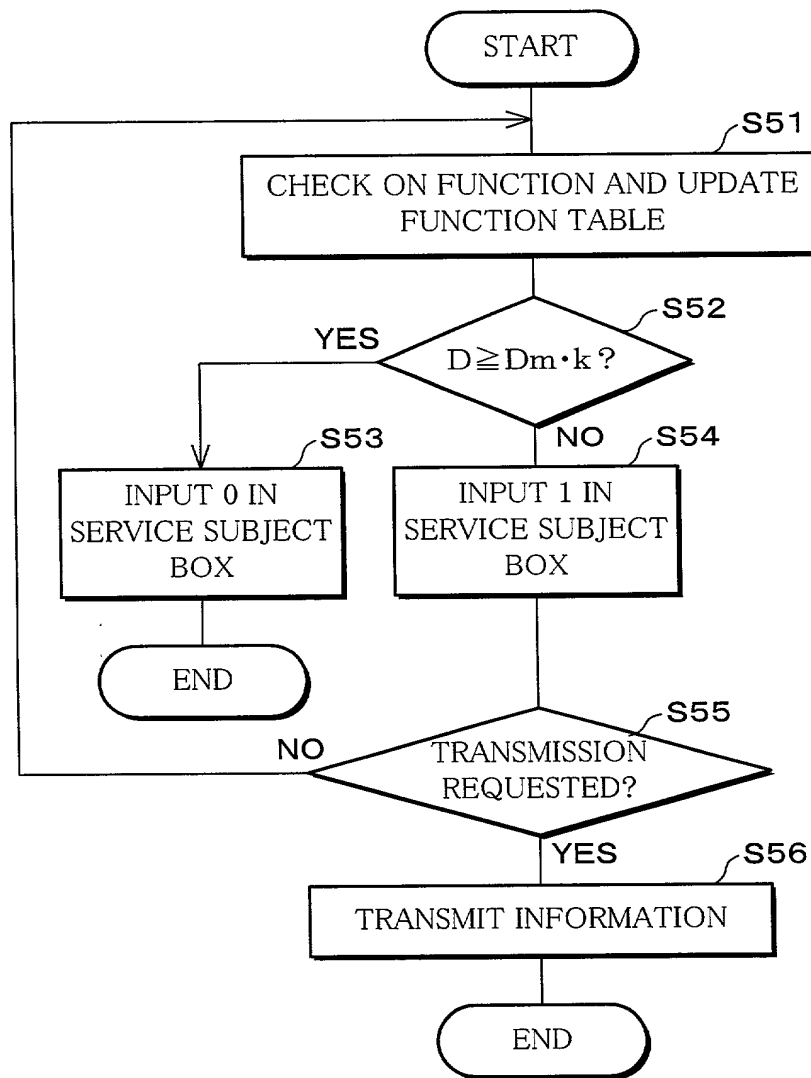 START
S51
CHECK ON FUNCTION AND UPDATE
FUNCTION TABLE
S52
YES
D≧Dm·k?
NO
S53
S54
INPUT 0 IN
SERVICE SUBJECT
BOX
INPUT 1 IN
SERVICE SUBJECT
BOX
END
S55
NO
TRANSMISSION
REQUESTED?
YES
S56
TRANSMIT INFORMATION
END